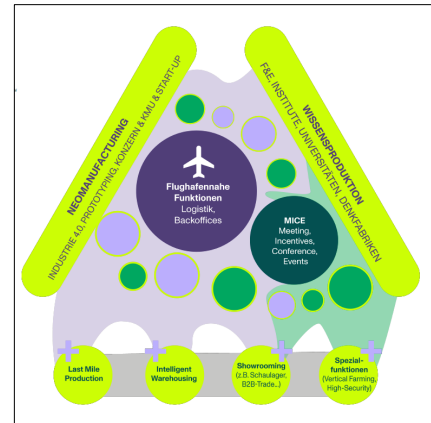 NEOMANUFACTURING
INDUSTRIE 4.0, PROTOTYPING, KONZERN & KMU & START-UP
WISSENSPRODUKTION
F&E, INSTITUTE, UNIVERSITÄTEN, DENKFABRIKEN
Flughafennahe
Funktionen
Logistik,
Backoffices
MICE
Meeting,
Incentives,
Conference,
Events
Last Mile
Production
Intelligent
Warehousing
Showrooming
(z.B. Schaulager,
B2B-Trade...)
Spezial-
funktionen
(Vertical Farming,
High-Security)